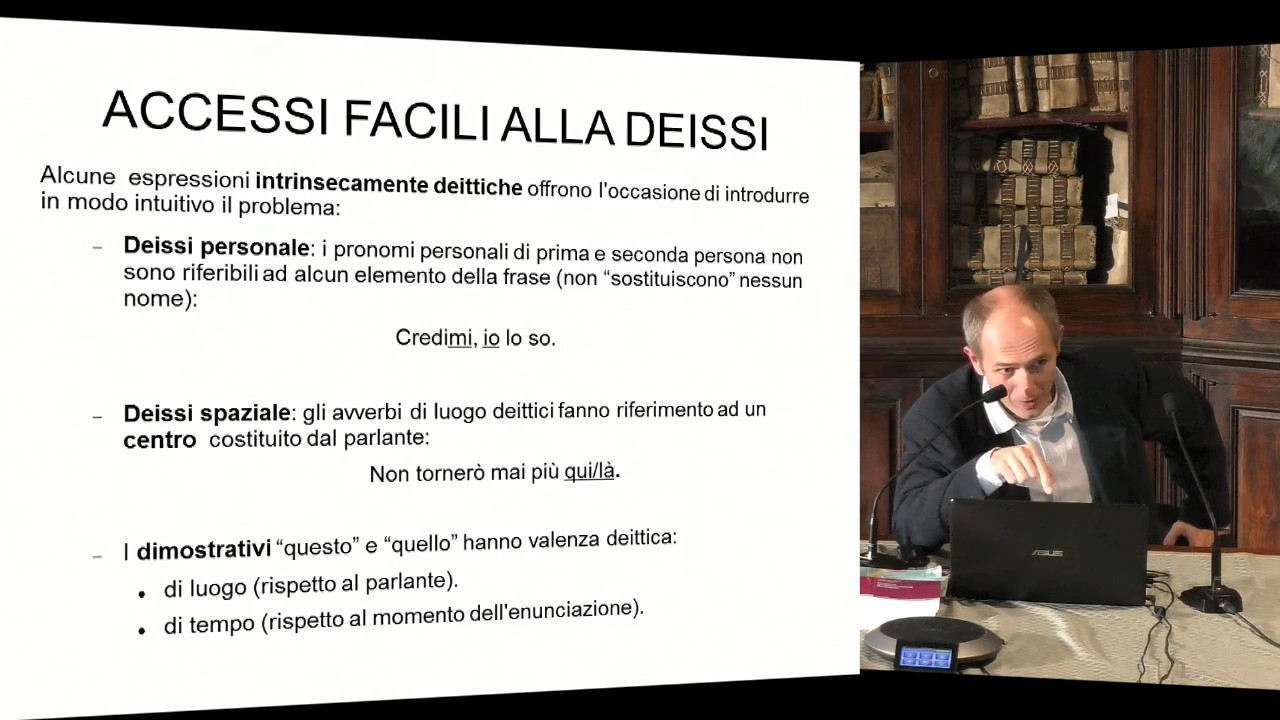 ACCESSI FACILI ALLA DEISSI
Alcune espressioni intrinsecamente deittiche offrono l'occasione di introdurre
in modo intuitivo il problema:
– Deissi personale: i pronomi personali di prima e seconda persona non
sono riferibili ad alcun elemento della frase (non “sostituiscono” nessun
nome):
Credimi, io lo so.
– Deissi spaziale: gli avverbi di luogo deittici fanno riferimento ad un
centro costituito dal parlante:
Non tornerò mai più qui/là.
– I dimostrativi “questo” e “quello” hanno valenza deittica:
• di luogo (rispetto al parlante).
• di tempo (rispetto al momento dell'enunciazione).
ASUS